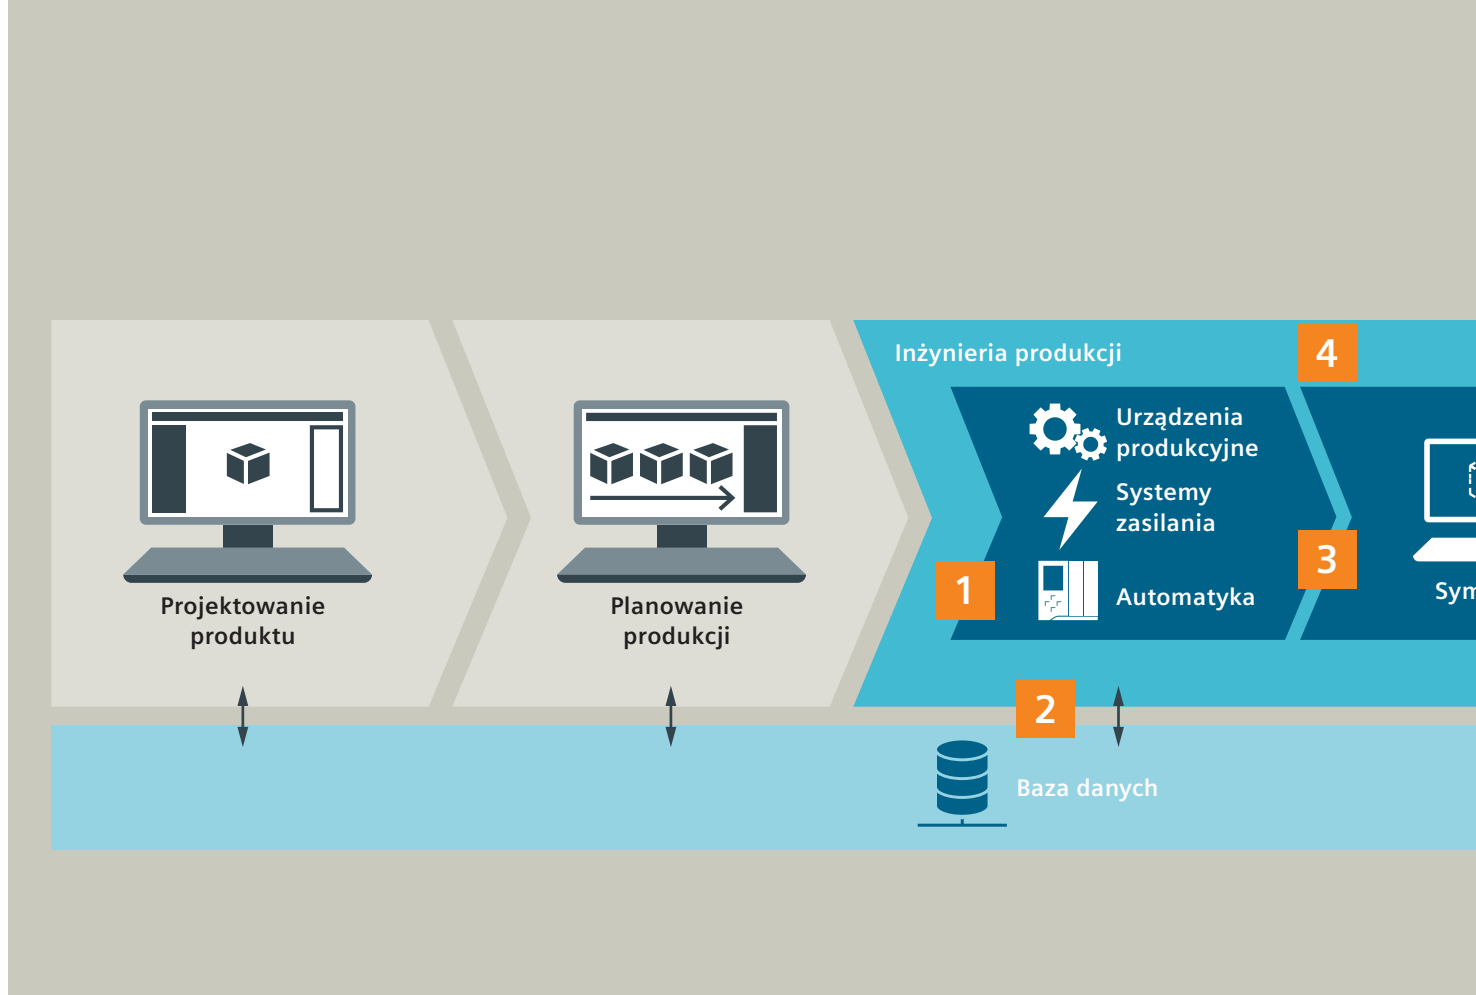 Inżynieria produkcji
4
Urządzenia
produkcyjne
Systemy
zasilania
3
1
Automatyka
Projektowanie
produktu
Planowanie
produkcji
2
Baza danych